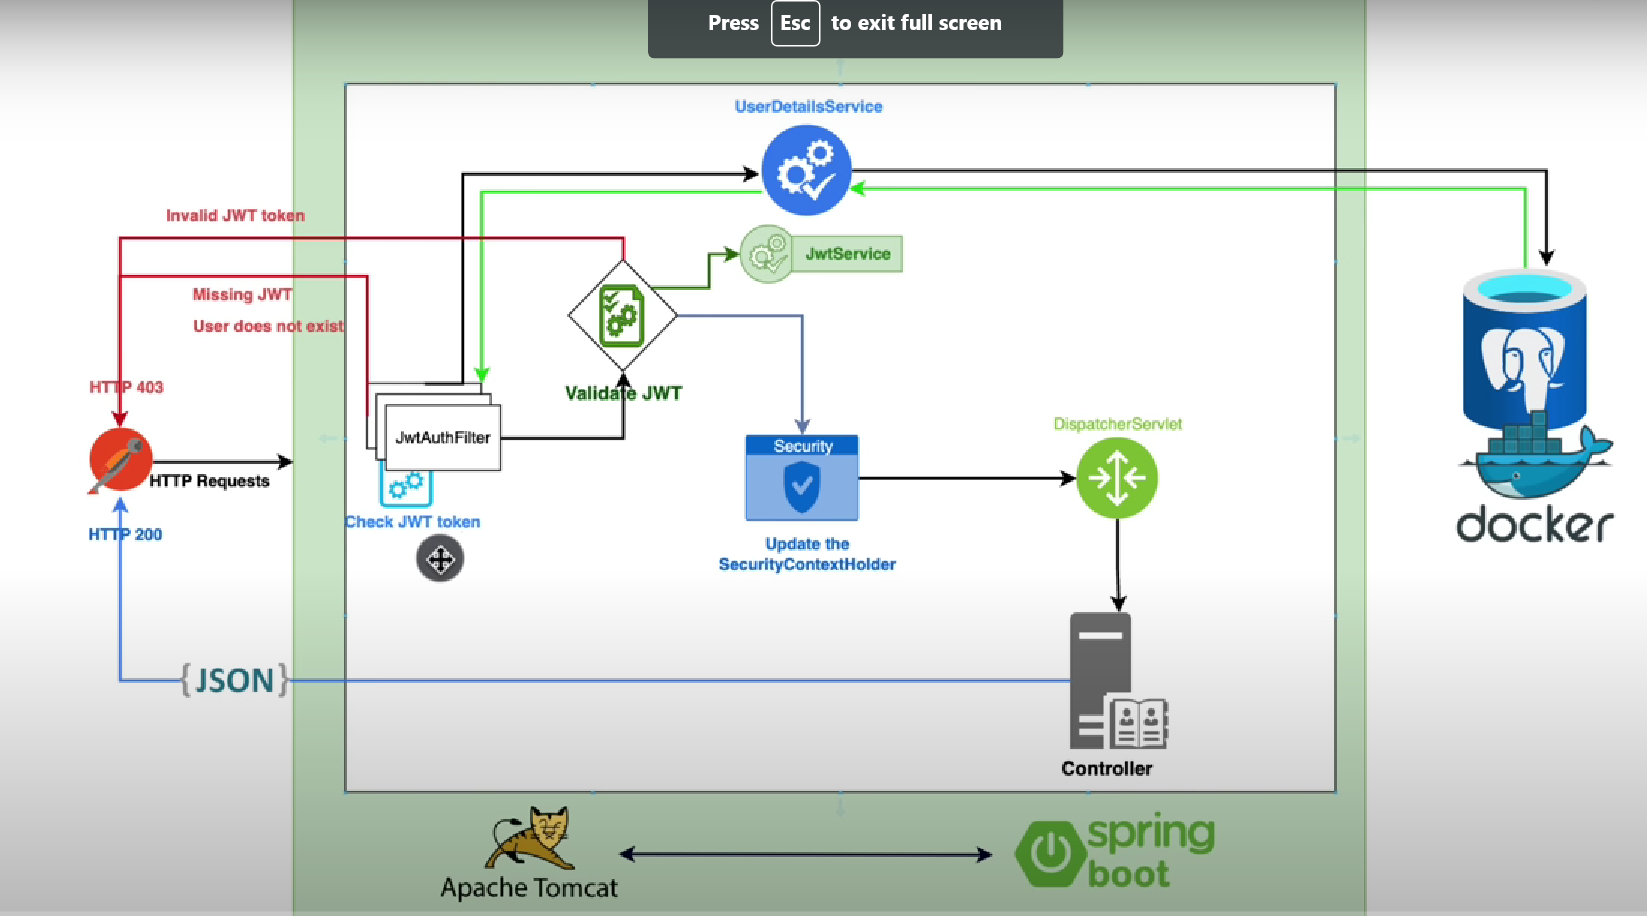 Press Esc to exit full screen
UserDetailsService
Invalid JWT token
JwtService
Missing JWT
User does not exist
HTTP 403
Validate JWT
JwtAuthFilter
Security
DispatcherServlet
HTTP Requests
Check JWT token
HTTP 200
Update the
SecurityContextHolder
docker
{JSON}
Controller
Apache Tomcat
spring
boot